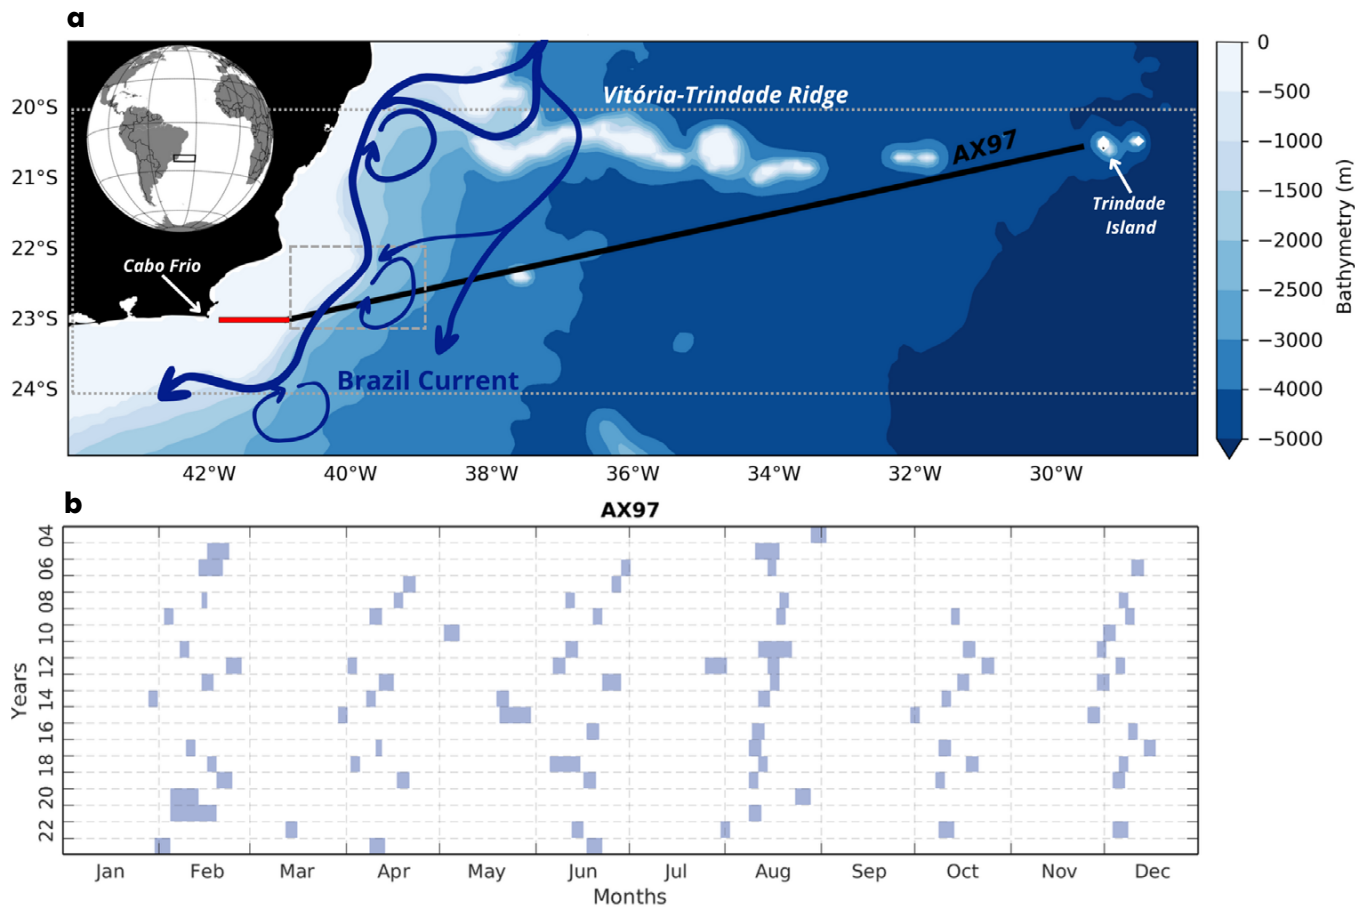 a
Vitória-Trindade Ridge
AX97
Trindade
Island
Cabo Frio
Brazil Current
20°S
21°S
22°S
23°S
24°S
42°W
40°W
38°W
36°W
34°W
32°W
30°W
0
−500
−1000
−1500
−2000
−2500
−3000
−4000
−5000
Bathymetry (m)
b
AX97
04
06
08
10
12
14
16
18
20
22
Years
Jan
Feb
Mar
Apr
May
Jun
Jul
Aug
Sep
Oct
Nov
Dec
Months